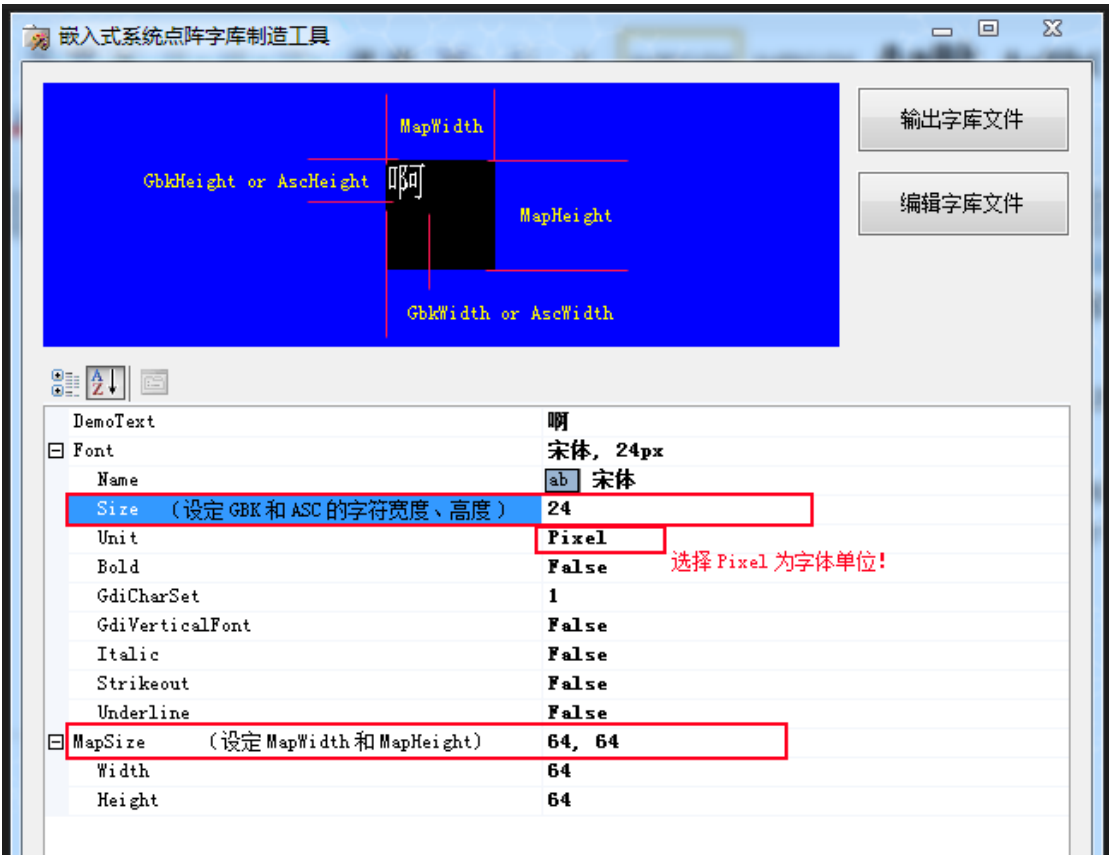 嵌入式系统点阵字库制造工具
MapWidth
输出字库文件
GbkHeight or AscHeight 啊
MapHeight
编辑字库文件
GbkWidth or AscWidth
DemoText 啊
Font 宋体, 24px
Name ab 宋体
Size （设定 GBK 和 ASC 的字符宽度、高度） 24
Unit Pixel
选择 Pixel 为字体单位!
Bold False
GdiCharSet 1
GdiVerticalFont False
Italic False
Strikeout False
Underline False
MapSize （设定 MapWidth 和 MapHeight） 64, 64
Width 64
Height 64